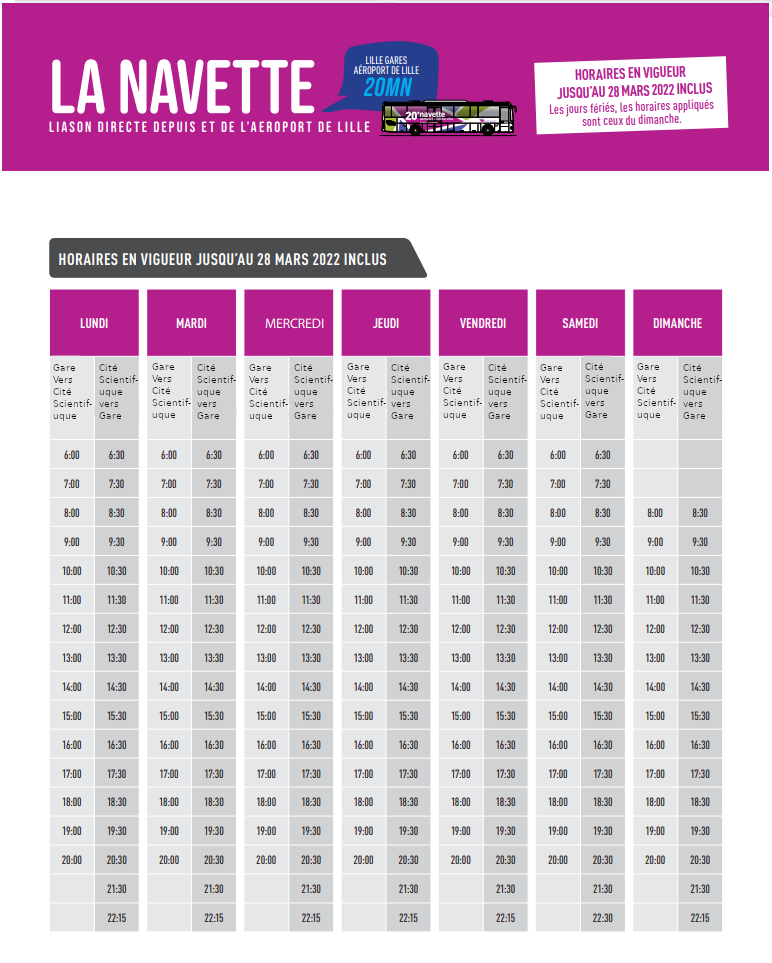 LA NAVETTE
LIASON DIRECTE DEPUIS ET DE L'AEROPORT DE LILLE
LILLE GARES
AÉROPORT DE LILLE
20MN
20'navette
HORAIRES EN VIGUEUR
JUSQU'AU 28 MARS 2022 INCLUS
Les jours fériés, les horaires appliqués
sont ceux du dimanche.
HORAIRES EN VIGUEUR JUSQU'AU 28 MARS 2022 INCLUS
LUNDI MARDI MERCREDI JEUDI VENDREDI SAMEDI DIMANCHE
Gare Cité Gare Cité Gare Cité Gare Cité Gare Cité Gare Cité Gare Cité
Vers Scientif- Vers Scientif- Vers Scientif- Vers Scientif- Vers Scientif- Vers Scientif- Vers Scientif-
Cité uque Cité uque Cité uque Cité uque Cité uque Cité uque Cité uque
Scientif- vers Scientif- vers Scientif- vers Scientif- vers Scientif- vers Scientif- vers Scientif- vers
uque Gare uque Gare uque Gare uque Gare uque Gare uque Gare uque Gare
6:00 6:30 6:00 6:30 6:00 6:30 6:00 6:30 6:00 6:30 6:00 6:30
7:00 7:30 7:00 7:30 7:00 7:30 7:00 7:30 7:00 7:30 7:00 7:30
8:00 8:30 8:00 8:30 8:00 8:30 8:00 8:30 8:00 8:30 8:00 8:30 8:00 8:30
9:00 9:30 9:00 9:30 9:00 9:30 9:00 9:30 9:00 9:30 9:00 9:30 9:00 9:30
10:00 10:30 10:00 10:30 10:00 10:30 10:00 10:30 10:00 10:30 10:00 10:30 10:00 10:30
11:00 11:30 11:00 11:30 11:00 11:30 11:00 11:30 11:00 11:30 11:00 11:30 11:00 11:30
12:00 12:30 12:00 12:30 12:00 12:30 12:00 12:30 12:00 12:30 12:00 12:30 12:00 12:30
13:00 13:30 13:00 13:30 13:00 13:30 13:00 13:30 13:00 13:30 13:00 13:30 13:00 13:30
14:00 14:30 14:00 14:30 14:00 14:30 14:00 14:30 14:00 14:30 14:00 14:30 14:00 14:30
15:00 15:30 15:00 15:30 15:00 15:30 15:00 15:30 15:00 15:30 15:00 15:30 15:00 15:30
16:00 16:30 16:00 16:30 16:00 16:30 16:00 16:30 16:00 16:30 16:00 16:30 16:00 16:30
17:00 17:30 17:00 17:30 17:00 17:30 17:00 17:30 17:00 17:30 17:00 17:30 17:00 17:30
18:00 18:30 18:00 18:30 18:00 18:30 18:00 18:30 18:00 18:30 18:00 18:30 18:00 18:30
19:00 19:30 19:00 19:30 19:00 19:30 19:00 19:30 19:00 19:30 19:00 19:30 19:00 19:30
20:00 20:30 20:00 20:30 20:00 20:30 20:00 20:30 20:00 20:30 20:00 20:30 20:00 20:30
21:30 21:30 21:30 21:30 21:30 21:30 21:30
22:15 22:15 22:15 22:15 22:15 22:30 22:15